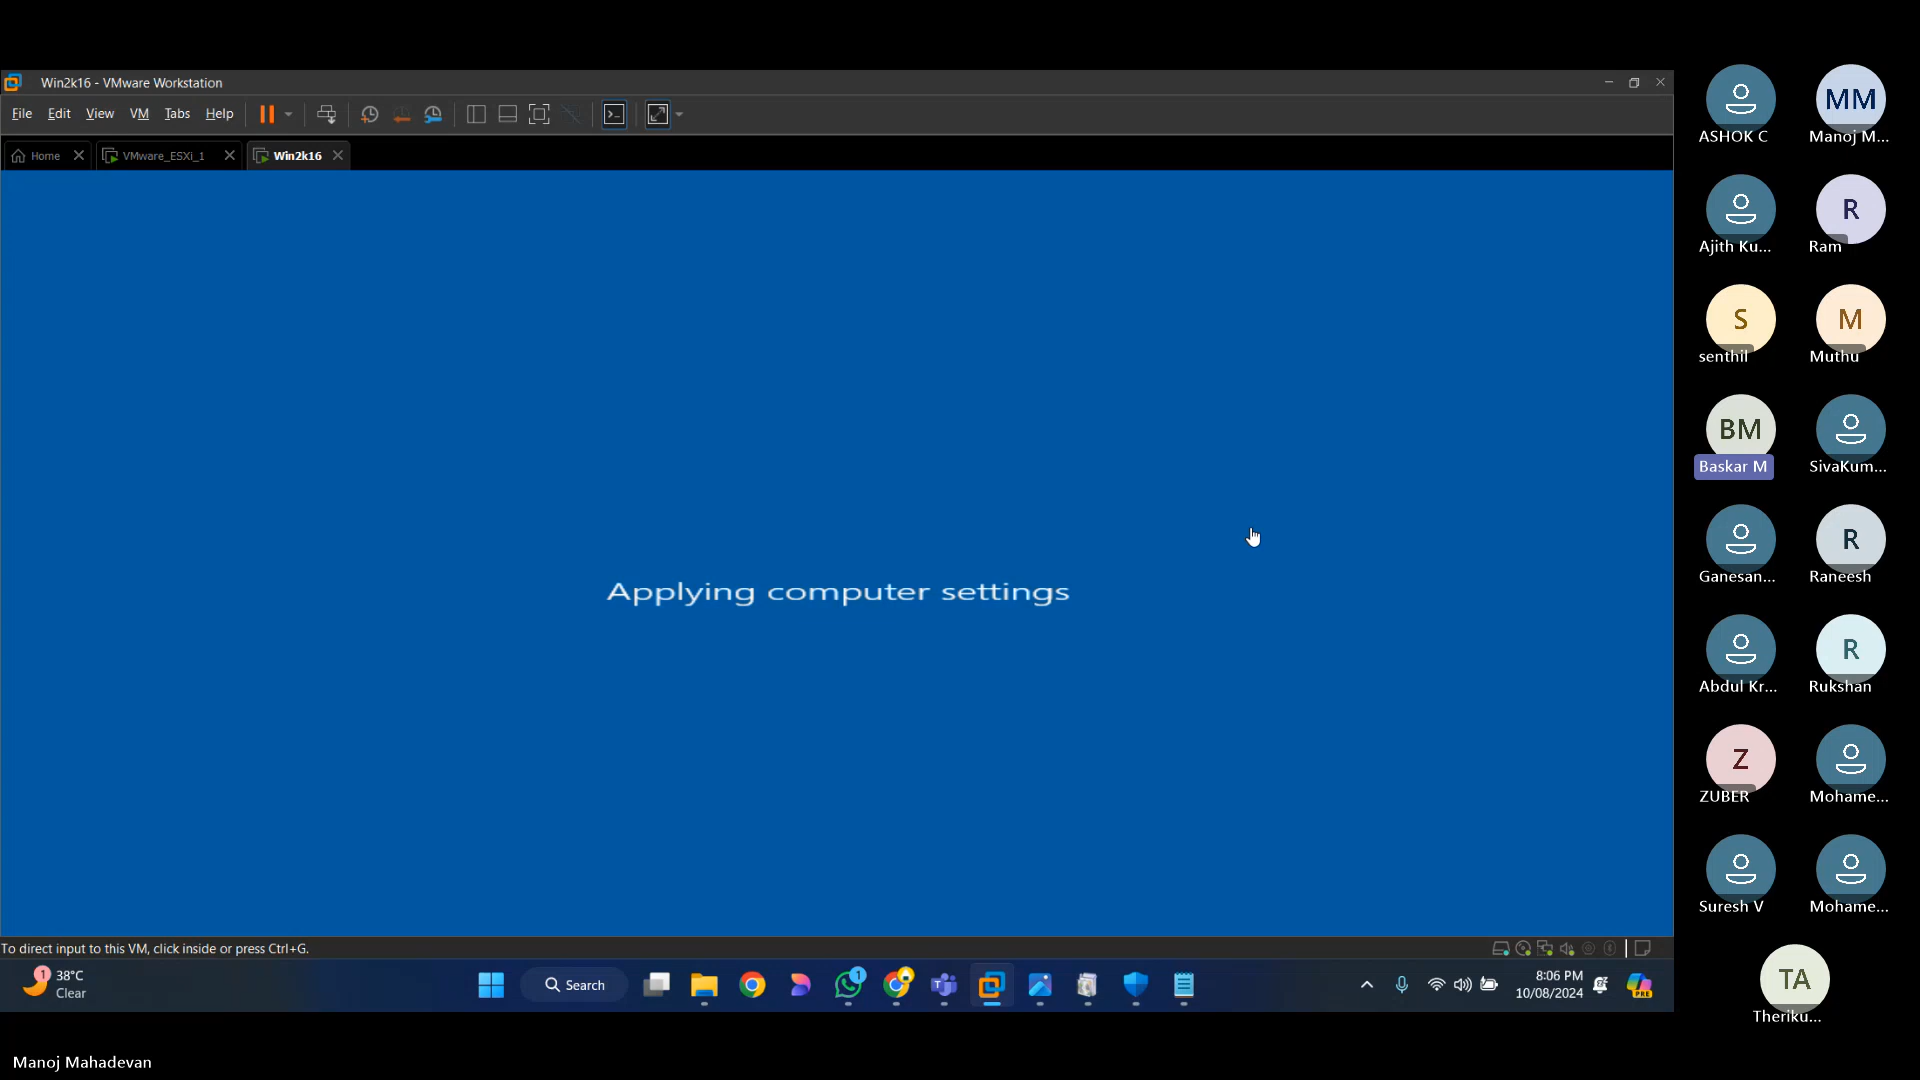 Win2k16 - VMware Workstation
File Edit View VM Tabs Help
Home VMware_ESXi_1 Win2k16
Applying computer settings
To direct input to this VM, click inside or press Ctrl+G.
1 38°C
Clear
Search
1
PRE
8:06 PM
10/08/2024
Manoj Mahadevan
MM
ASHOK C Manoj M...
R
Ajith Ku... Ram
S M
senthil Muthu
BM
Baskar M SivaKum...
R
Ganesan... Raneesh
R
Abdul Kr... Rukshan
Z
ZUBER Mohame...
Suresh V Mohame...
TA
Theriku...